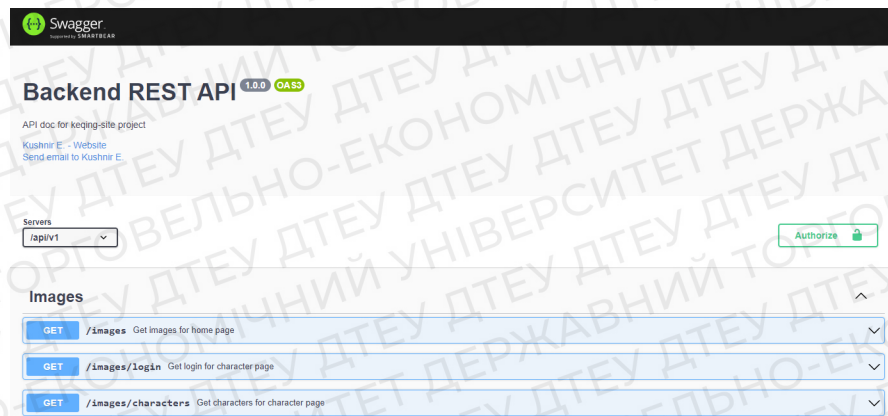 Swagger.
Supported by SMARTBEAR
Backend REST API 1.0.0 OAS3
API doc for keqing-site project
Kushnir E. - Website
Send email to Kushnir E.
Servers
/api/v1
Authorize
Images
GET /images Get images for home page
GET /images/login Get login for character page
GET /images/characters Get characters for character page